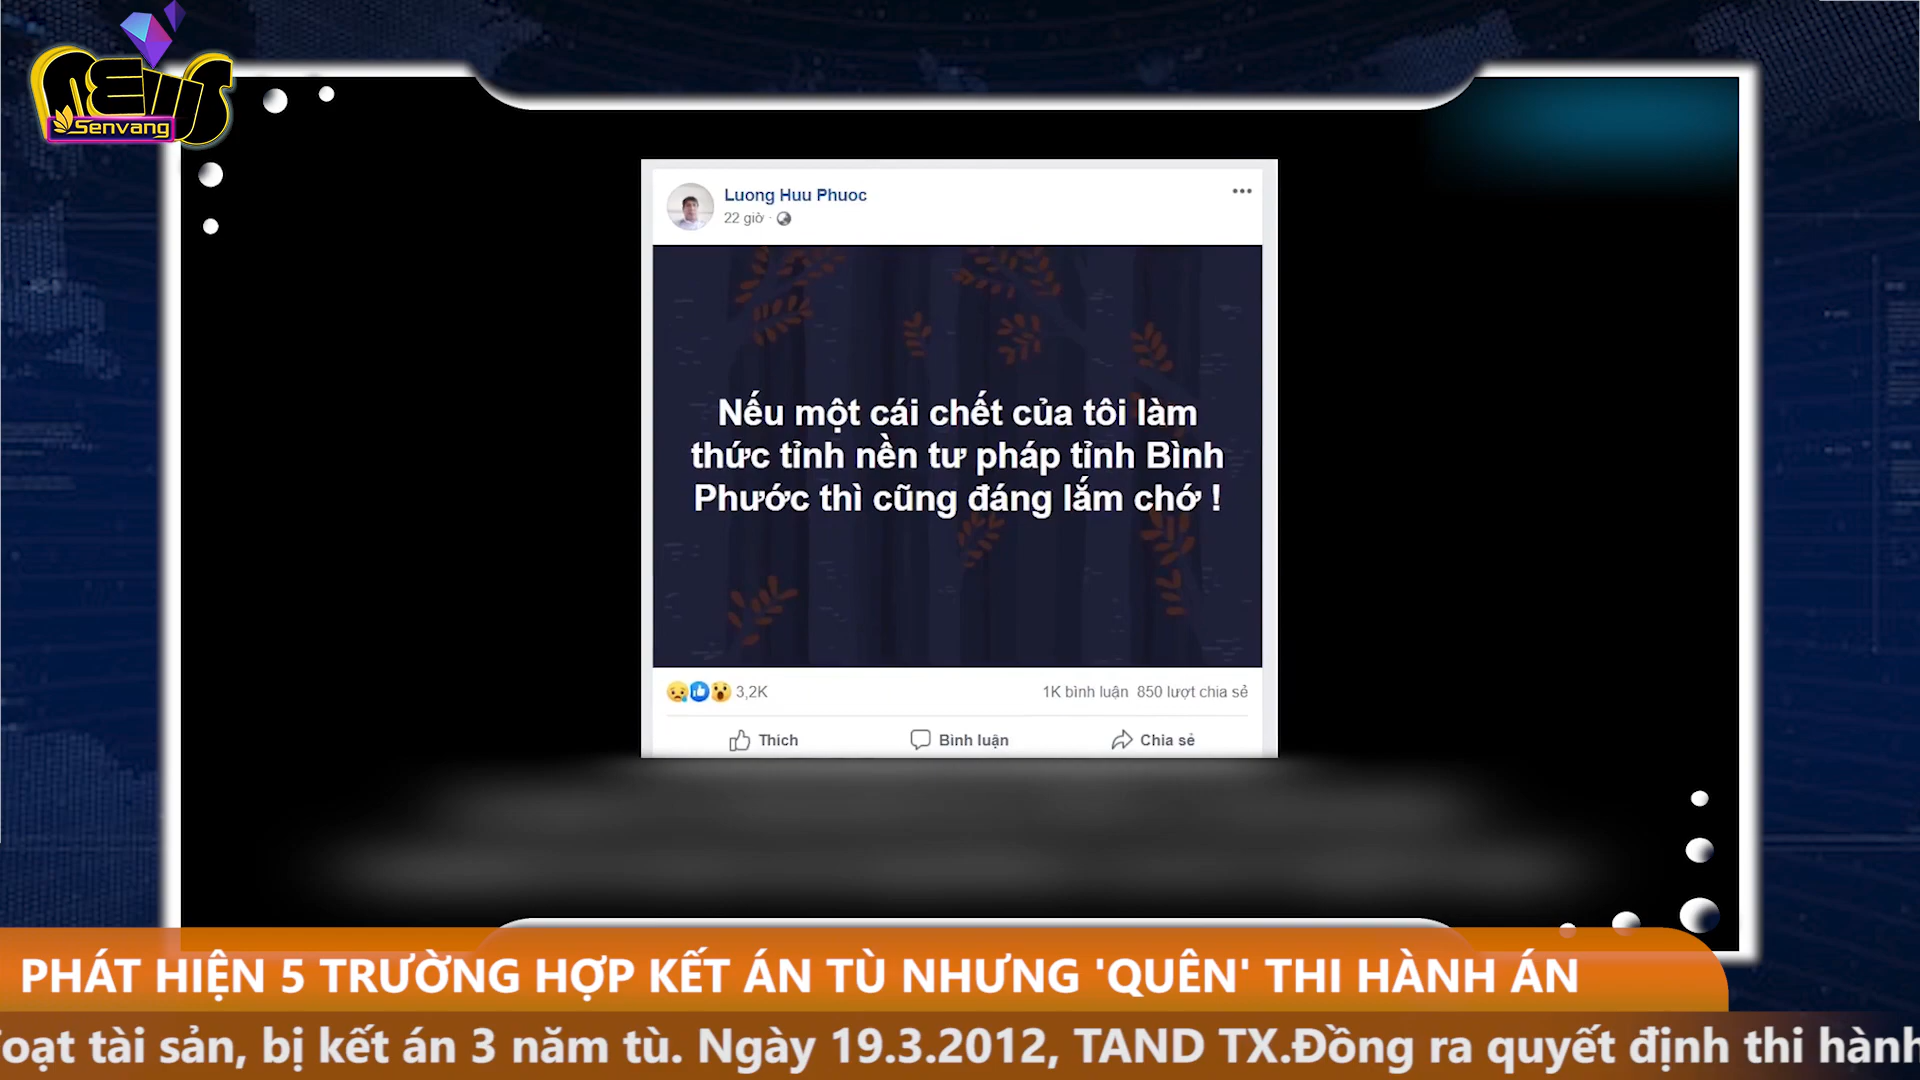 NEWS
Senvang
Luong Huu Phuoc
22 giờ ·
Nếu một cái chết của tôi làm
thức tỉnh nền tư pháp tỉnh Bình
Phước thì cũng đáng lắm chớ !
3,2K
1K bình luận 850 lượt chia sẻ
Thích
Bình luận
Chia sẻ
PHÁT HIỆN 5 TRƯỜNG HỢP KẾT ÁN TÙ NHƯNG 'QUÊN' THI HÀNH ÁN
oạt tài sản, bị kết án 3 năm tù. Ngày 19.3.2012, TAND TX.Đồng ra quyết định thi hành